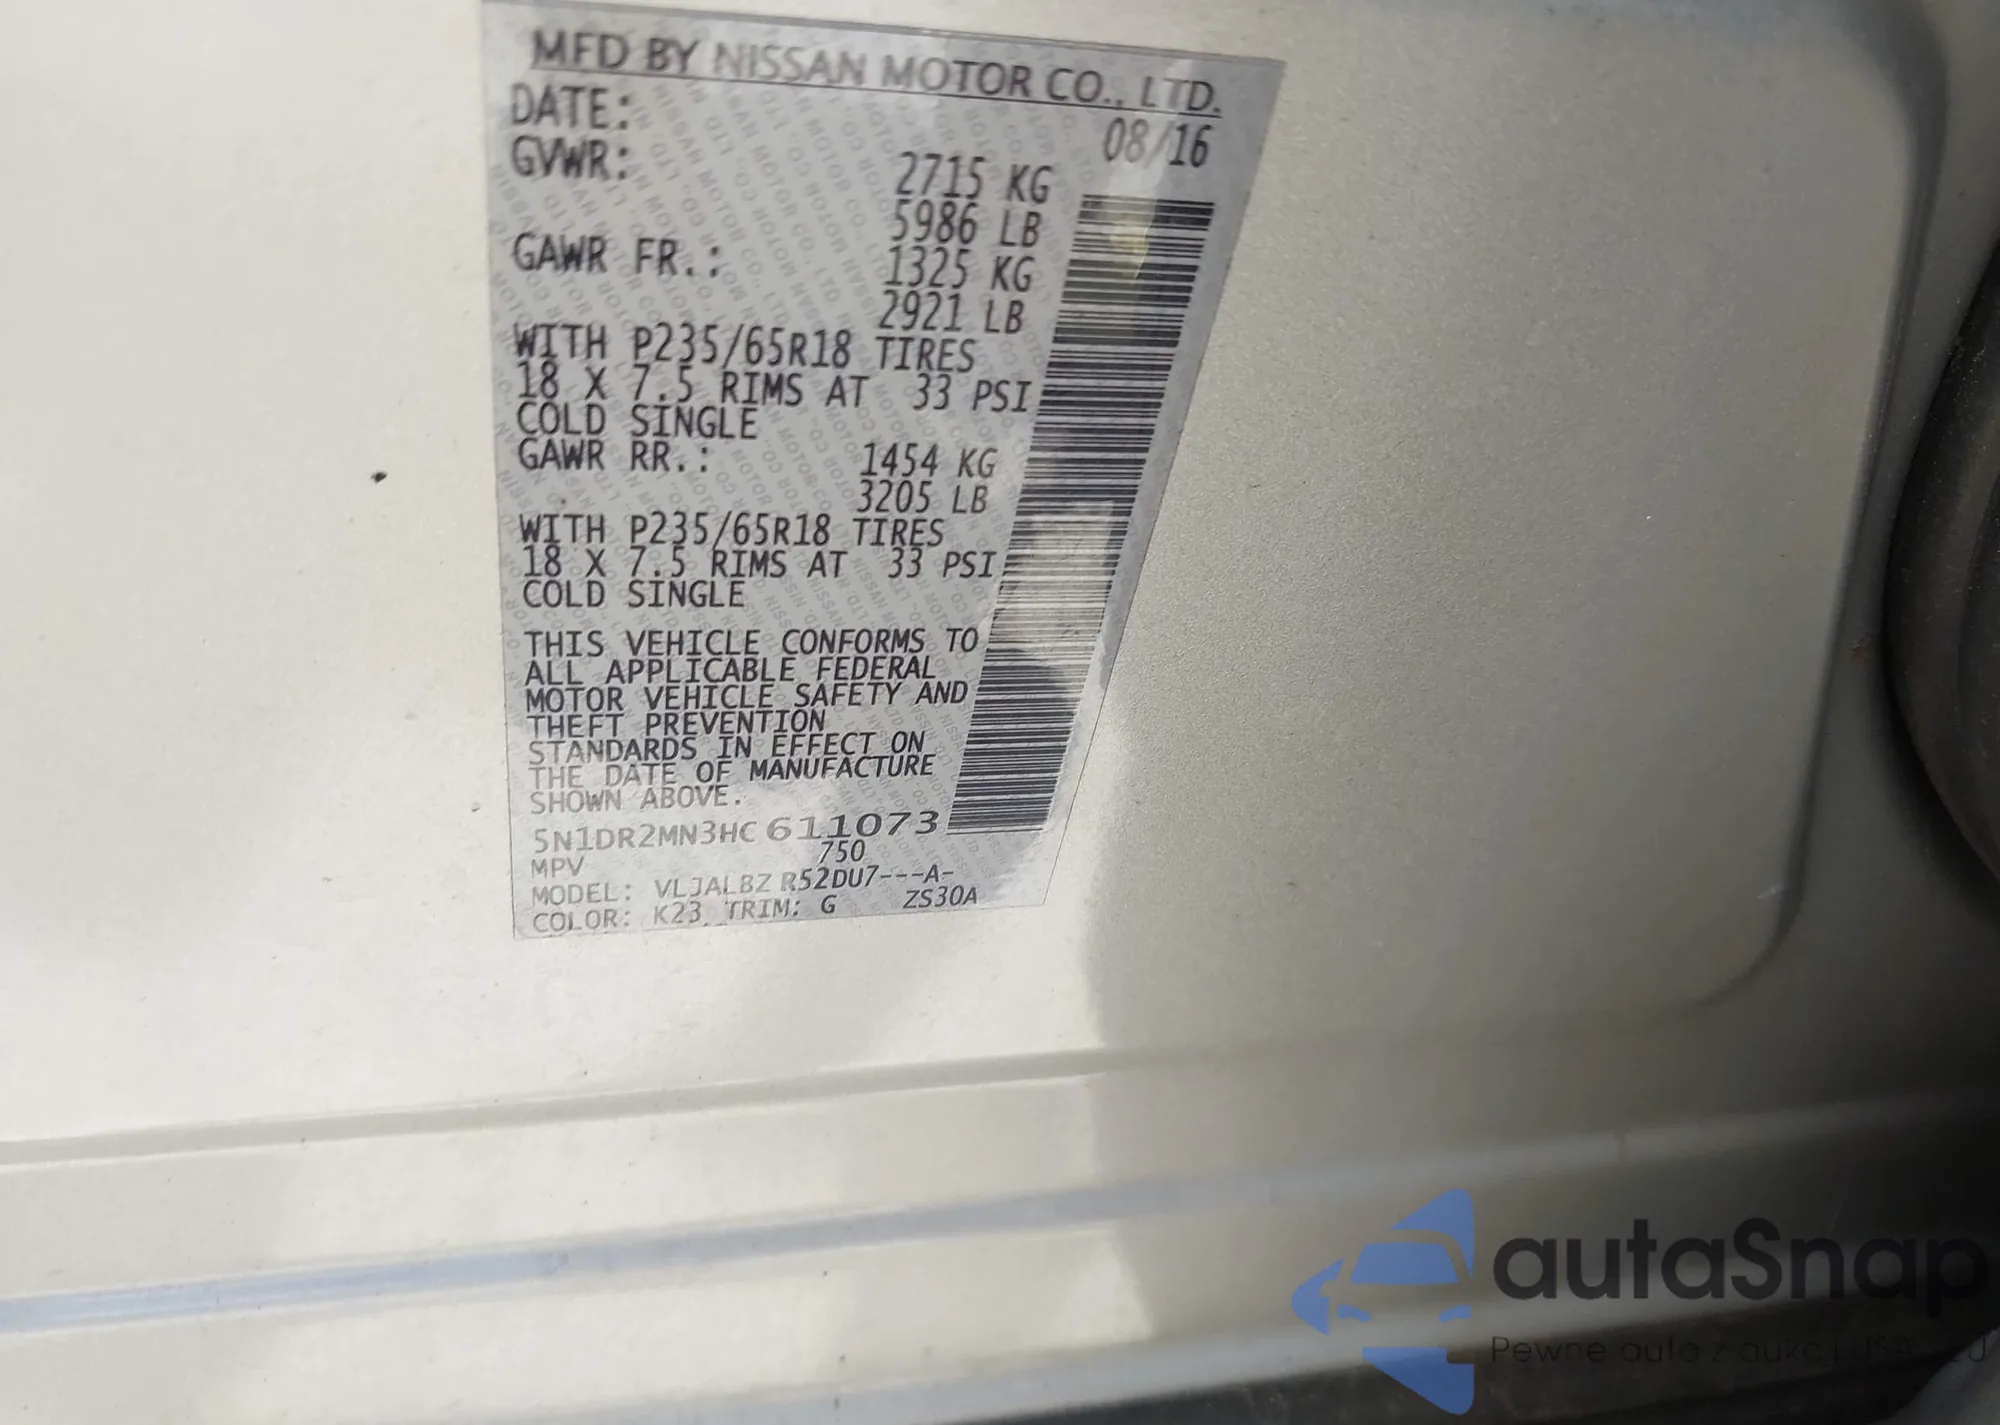 MFD BY NISSAN MOTOR CO., LTD.
DATE: 08/16
GVWR: 2715 KG
5986 LB
GAWR FR.: 1325 KG
2921 LB
WITH P235/65R18 TIRES
18 X 7.5 RIMS AT 33 PSI
COLD SINGLE
GAWR RR.: 1454 KG
3205 LB
WITH P235/65R18 TIRES
18 X 7.5 RIMS AT 33 PSI
COLD SINGLE
THIS VEHICLE CONFORMS TO
ALL APPLICABLE FEDERAL
MOTOR VEHICLE SAFETY AND
THEFT PREVENTION
STANDARDS IN EFFECT ON
THE DATE OF MANUFACTURE
SHOWN ABOVE.
5N1DR2MN3HC611073
MPV 750
MODEL: VLJALBZ R52DU7---A-
COLOR: K23 TRIM: G ZS30A
autaSnap
Pewne auta z aukcji USA